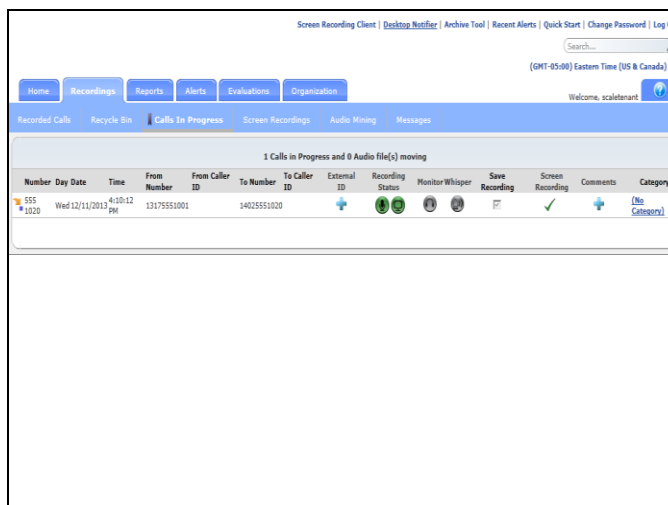 Screen Recording Client | Desktop Notifier | Archive Tool | Recent Alerts | Quick Start | Change Password | Log
Search...
(GMT-05:00) Eastern Time (US & Canada)
Home Recordings Reports Alerts Evaluations Organization
Welcome, scaletenant
Recorded Calls Recycle Bin Calls In Progress Screen Recordings Audio Mining Messages
1 Calls in Progress and 0 Audio file(s) moving
Number Day Date Time From Number From Caller ID To Number To Caller ID External ID Recording Status Monitor Whisper Save Recording Screen Recording Comments Category
555 1020 Wed 12/11/2013 4:10:12 PM 13175551001 14025551020 (No Category)